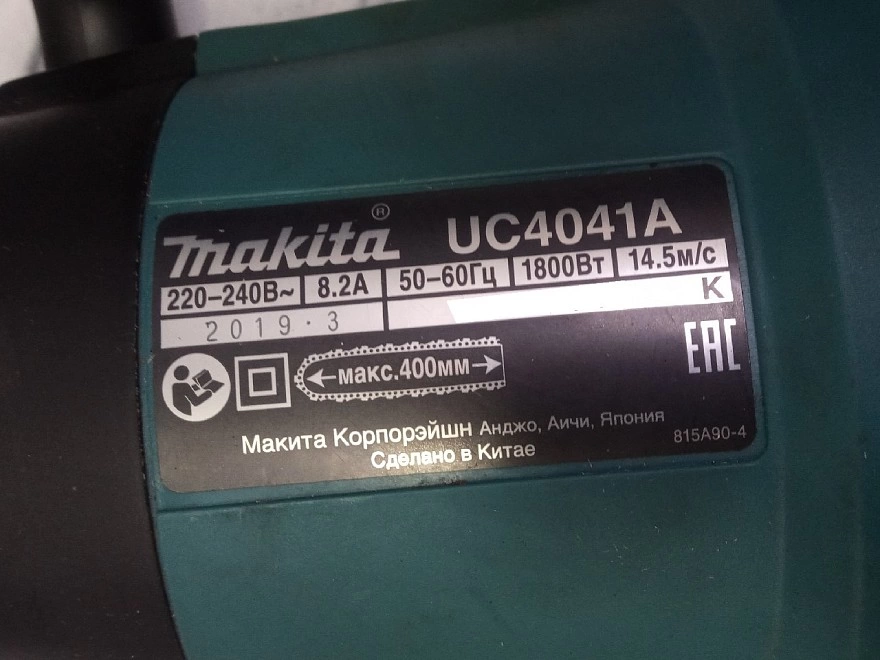 makita® UC4041A
220-240В~ 8.2А 50-60Гц 1800Вт 14.5м/с
2019.3 K
EAC
макс.400мм
Макита Корпорэйшн Анджо, Аичи, Япония
Сделано в Китае 815A90-4